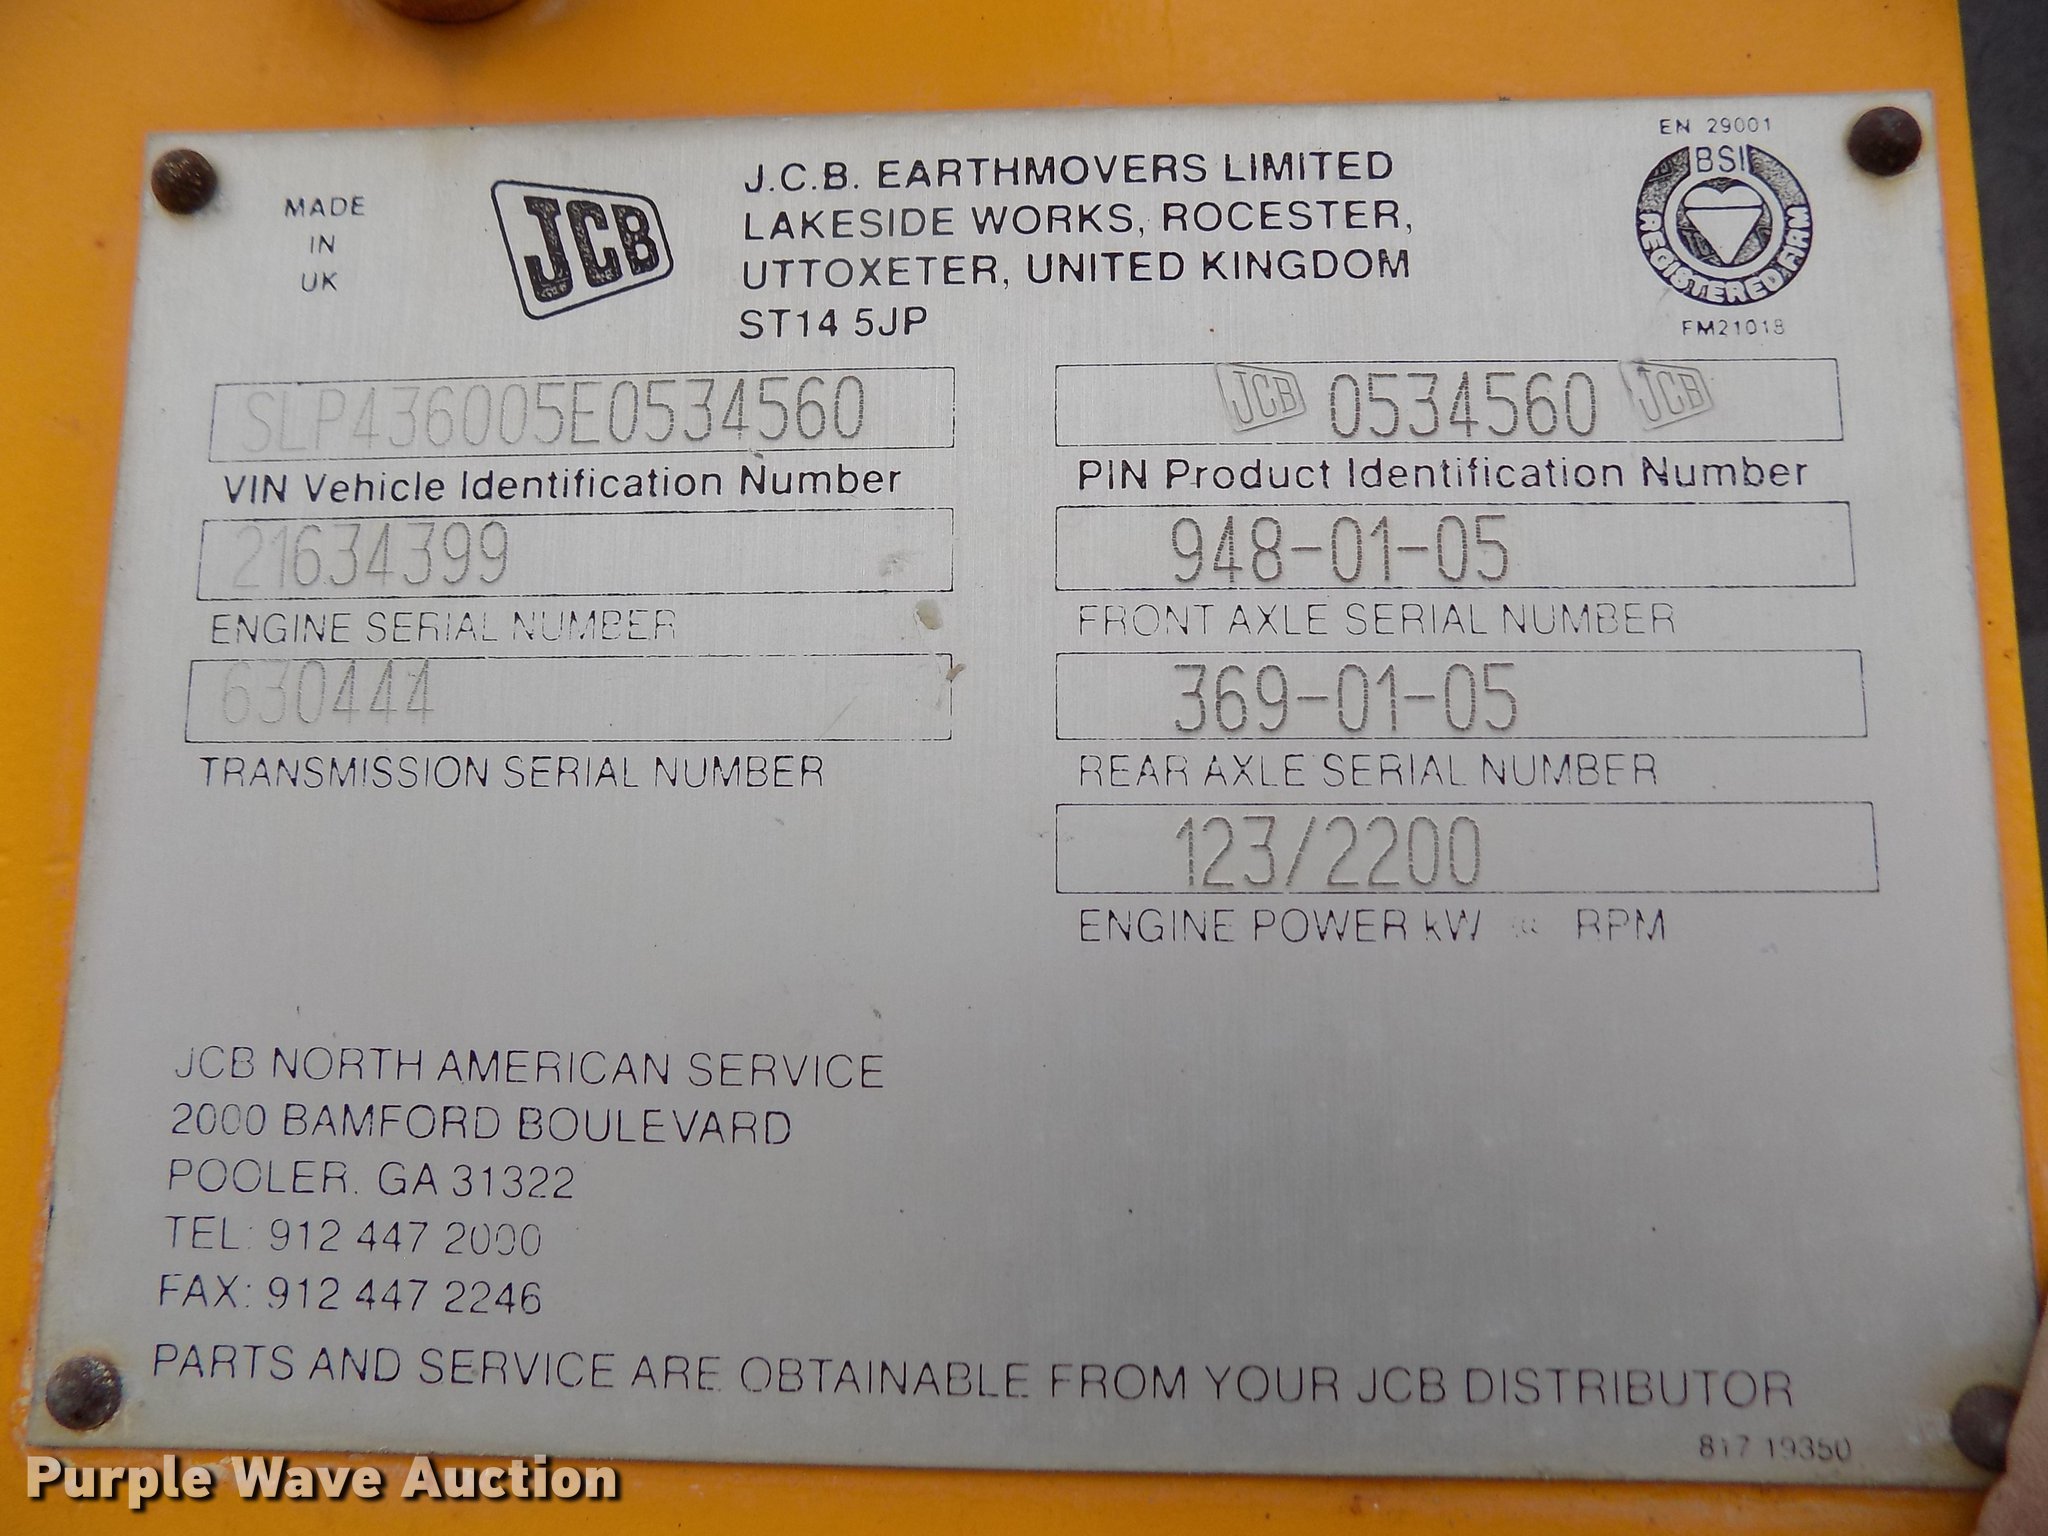 MADE
IN
UK
JCB
J.C.B. EARTHMOVERS LIMITED
LAKESIDE WORKS, ROCESTER,
UTTOXETER, UNITED KINGDOM
ST14 5JP
EN 29001
BSI
REGISTERED FIRM
FM21018
SLP436005E0534560
VIN Vehicle Identification Number
JCB 0534560 JCB
PIN Product Identification Number
21634399
ENGINE SERIAL NUMBER
948-01-05
FRONT AXLE SERIAL NUMBER
630444
TRANSMISSION SERIAL NUMBER
369-01-05
REAR AXLE SERIAL NUMBER
123/2200
ENGINE POWER kW RPM
JCB NORTH AMERICAN SERVICE
2000 BAMFORD BOULEVARD
POOLER. GA 31322
TEL: 912 447 2000
FAX: 912 447 2246
PARTS AND SERVICE ARE OBTAINABLE FROM YOUR JCB DISTRIBUTOR
817 19350
Purple Wave Auction